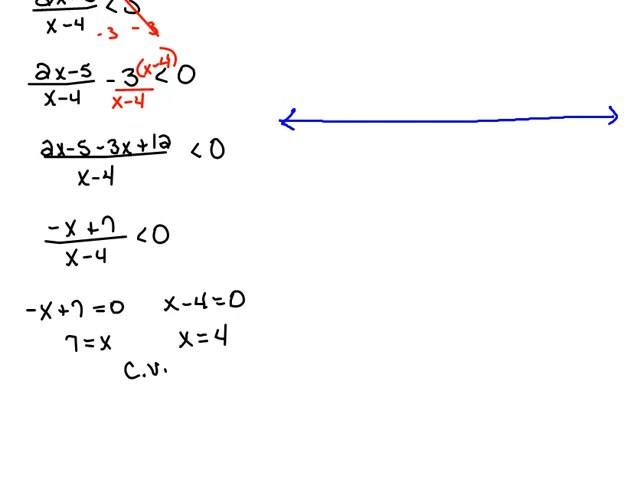 x-4 < 3
-3 -3
2x-5/x-4 - 3(x-4)/x-4 < 0
2x-5-3x+12/x-4 < 0
-x+7/x-4 < 0
-x+7=0 x-4=0
7=x x=4
C.V.